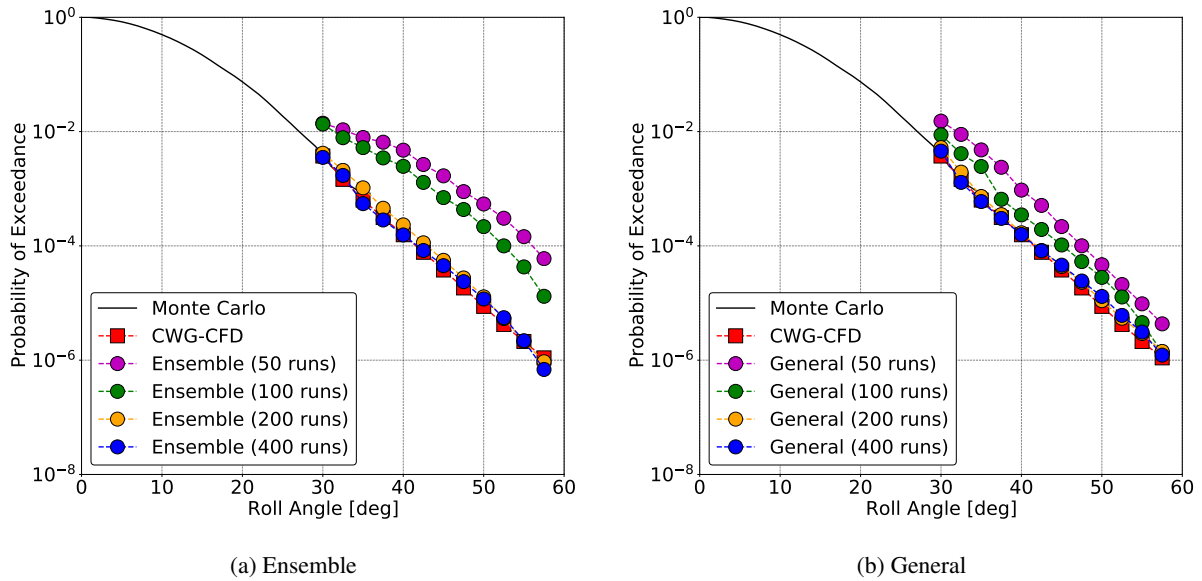 10⁰
10⁻²
10⁻⁴
10⁻⁶
10⁻⁸
Probability of Exceedance
Monte Carlo
CWG-CFD
Ensemble (50 runs)
Ensemble (100 runs)
Ensemble (200 runs)
Ensemble (400 runs)
0 10 20 30 40 50 60
Roll Angle [deg]
(a) Ensemble
10⁰
10⁻²
10⁻⁴
10⁻⁶
10⁻⁸
Probability of Exceedance
Monte Carlo
CWG-CFD
General (50 runs)
General (100 runs)
General (200 runs)
General (400 runs)
0 10 20 30 40 50 60
Roll Angle [deg]
(b) General